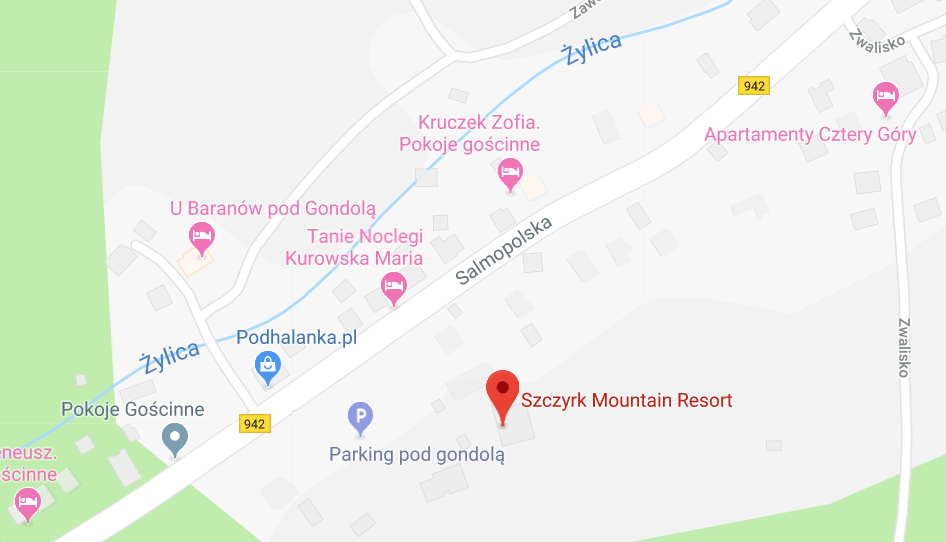 Żylica
Zwalisko
942
Kruczek Zofia.
Pokoje gościnne
Apartamenty Cztery Góry
U Baranów pod Gondolą
Tanie Noclegi
Kurowska Maria
Salmopolska
Podhalanka.pl
Żylica
Zwalisko
Pokoje Gościnne
942
Szczyrk Mountain Resort
P
Parking pod gondolą